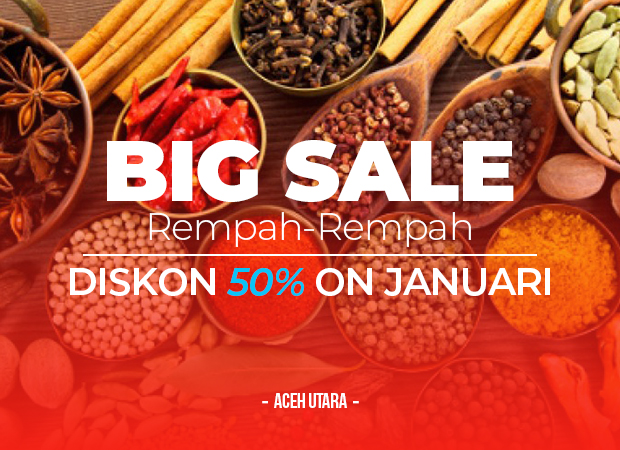 BIG SALE
Rempah-Rempah
DISKON 50% ON JANUARI
- ACEH UTARA -